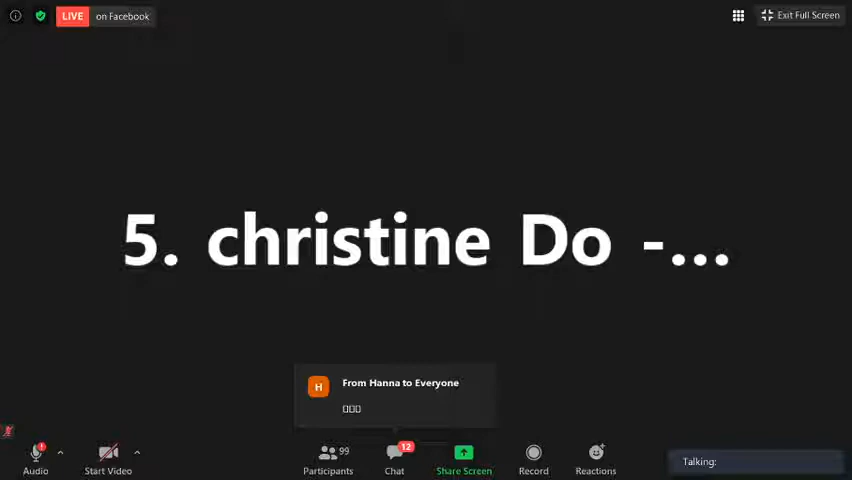 LIVE on Facebook
Exit Full Screen
5. christine Do -...
H
From Hanna to Everyone
99
12
Audio
Start Video
Participants
Chat
Share Screen
Record
Reactions
Talking: